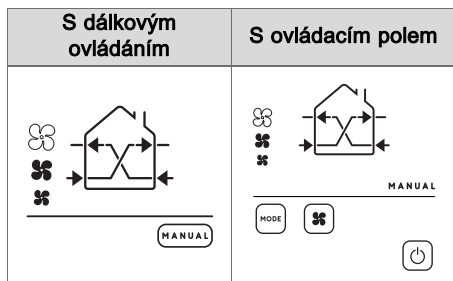 S dálkovým
ovládáním
S ovládacím polem
MANUAL
MANUAL
MODE